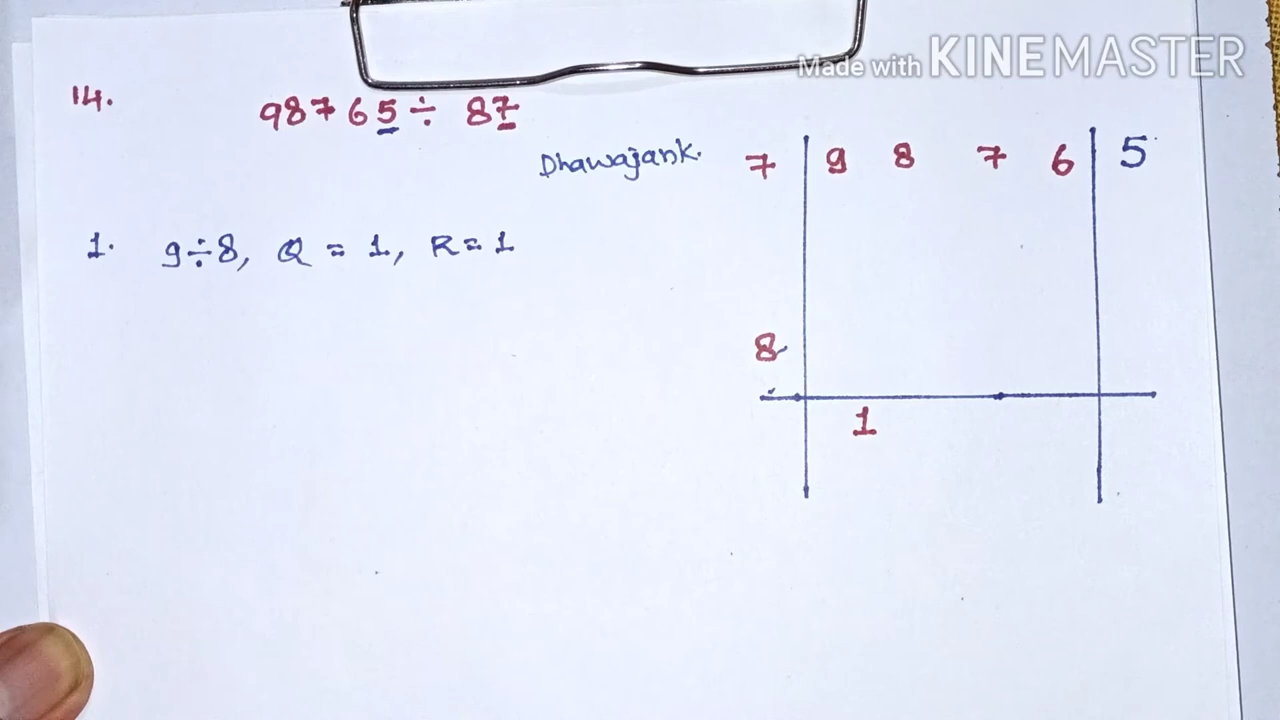 Made with KINEMASTER
14.
98765 ÷ 87
Dhawajank. 7 9 8 7 6 5
1. 9÷8, Q = 1, R = 1
8
1